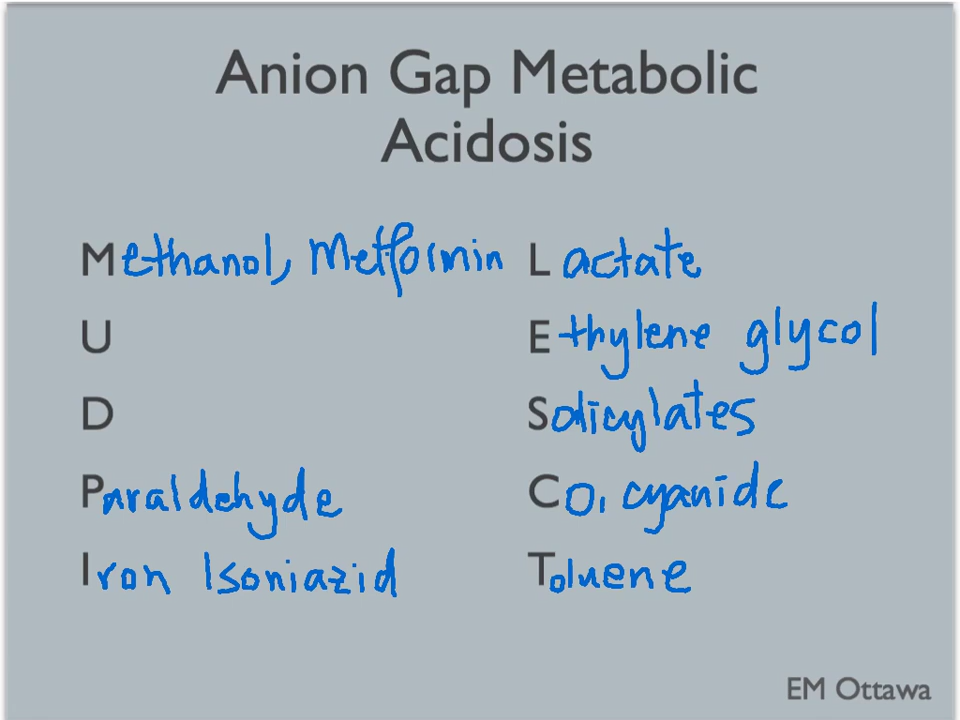 Anion Gap Metabolic
Acidosis
Methanol, Metformin
U
D
Paraldehyde
Iron Isoniazid
Lactate
Ethylene glycol
Salicylates
CO, cyanide
Toluene
EM Ottawa